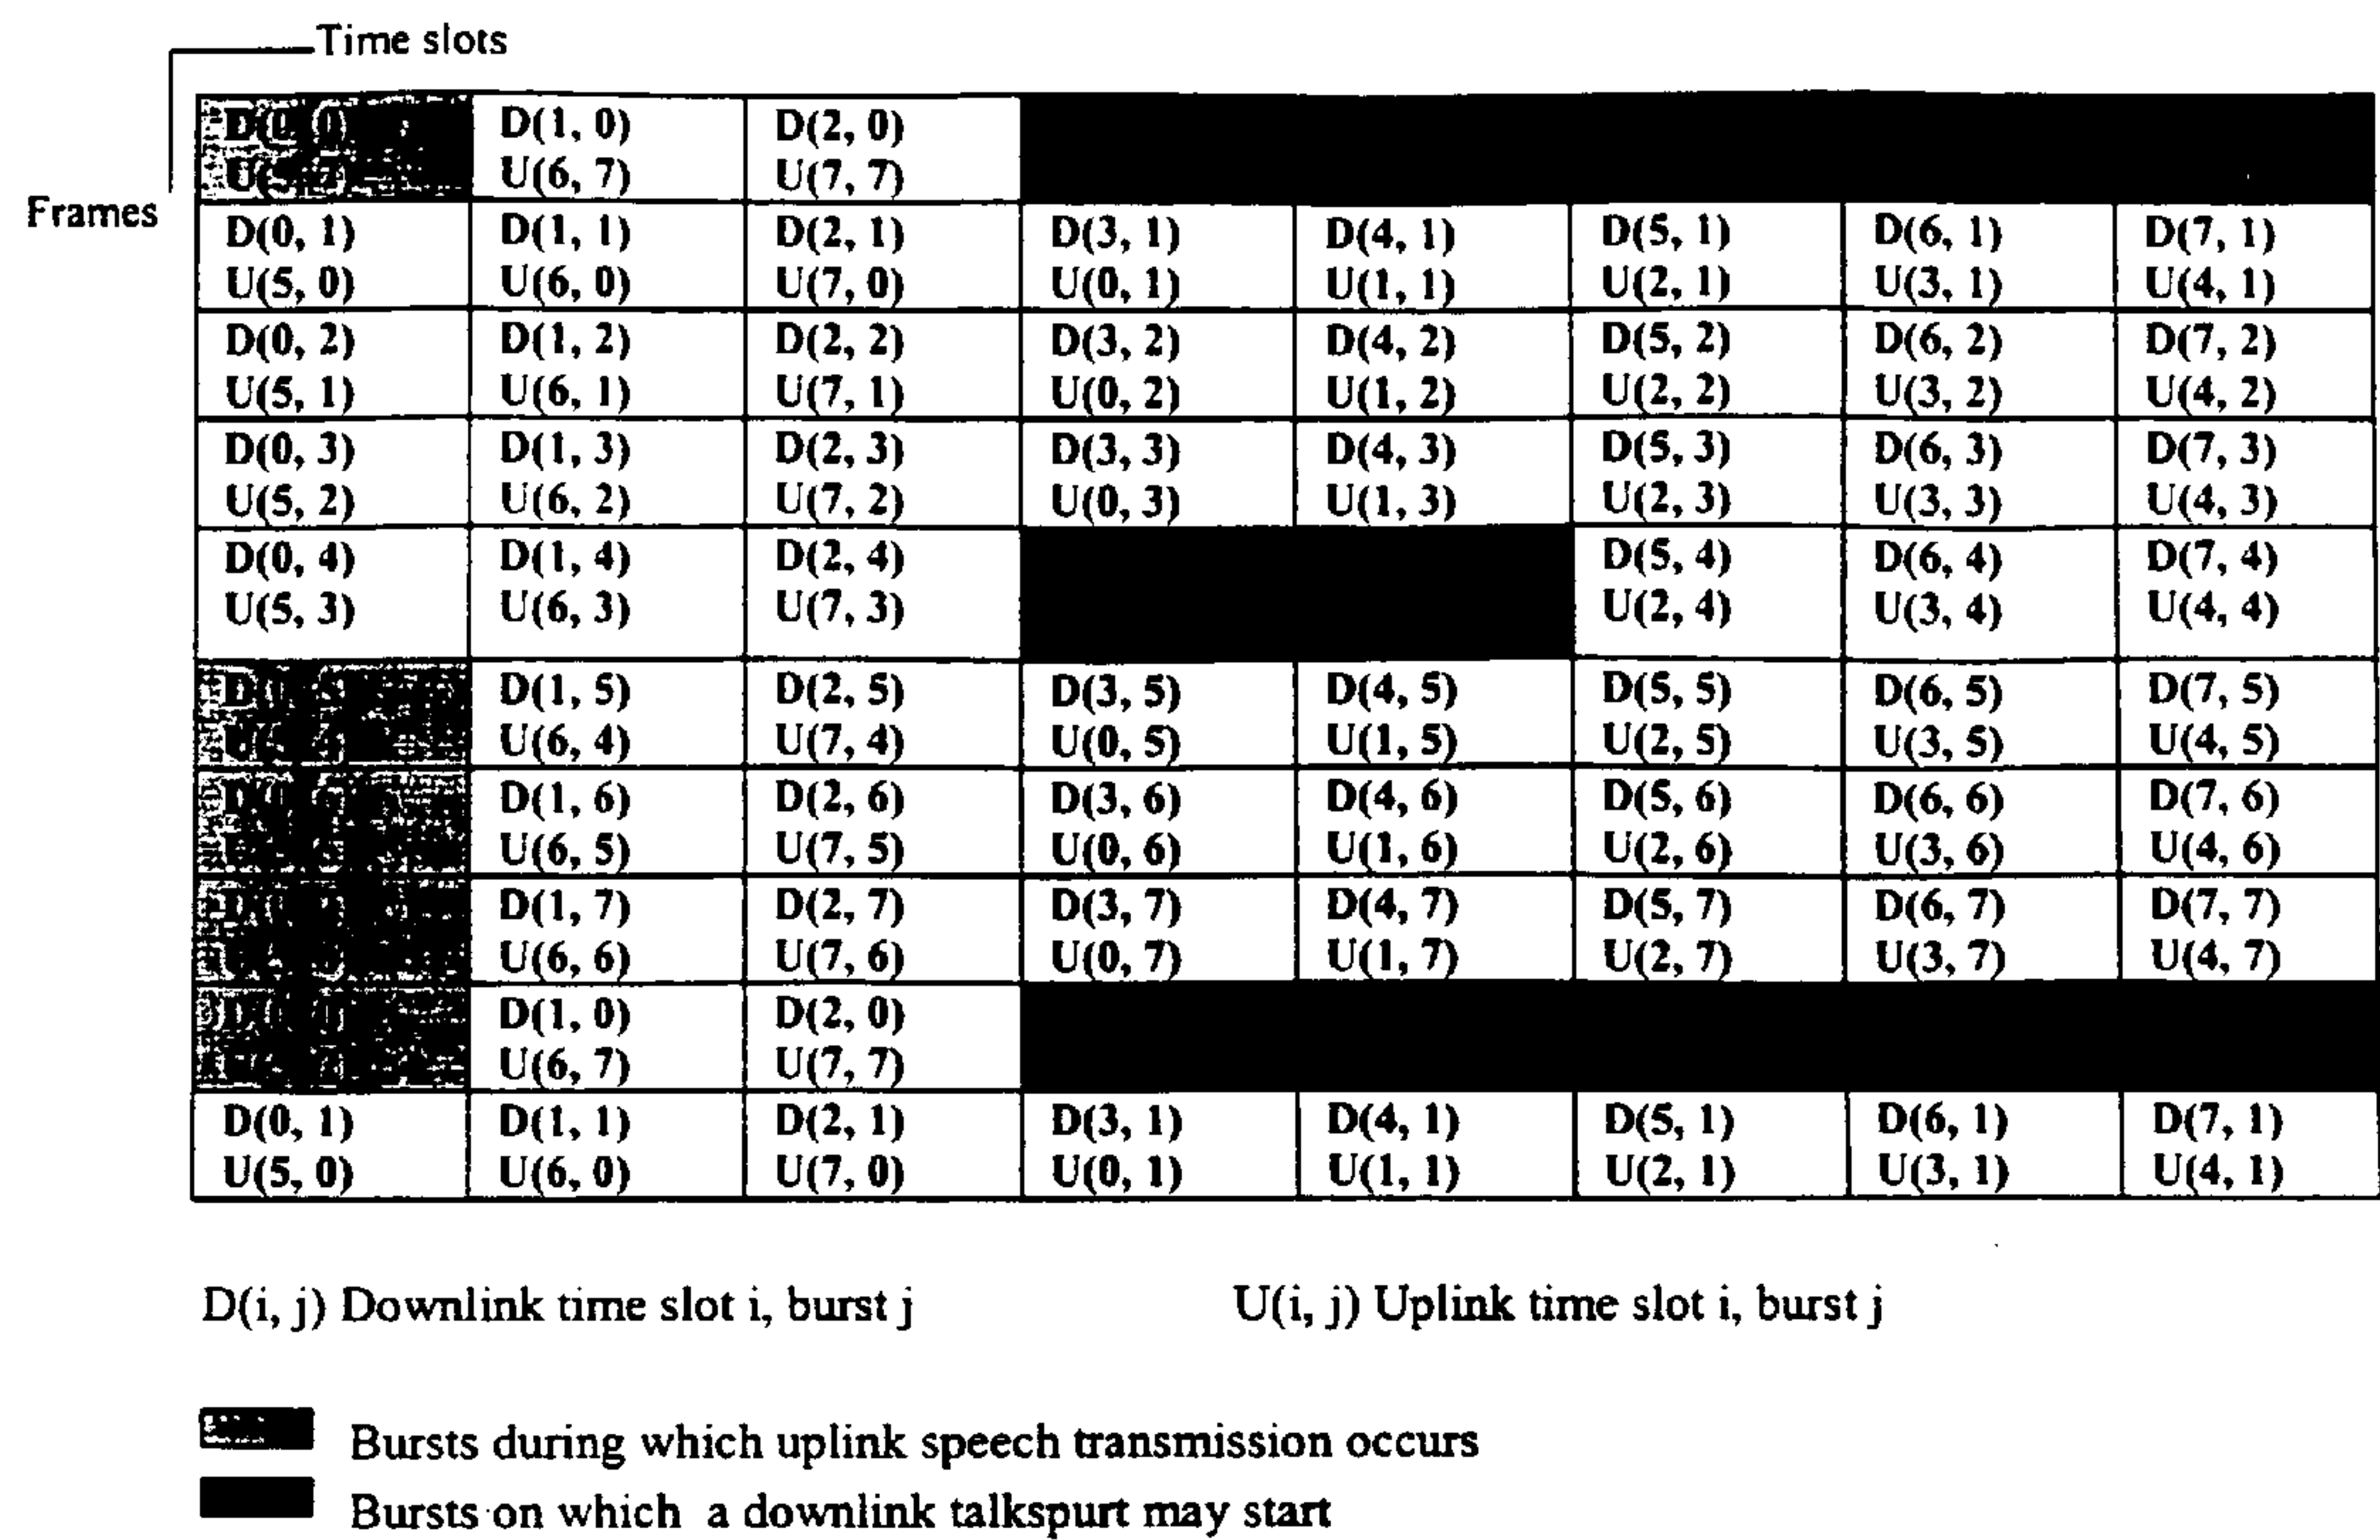 Time slots
Frames
D(1, 0) D(2, 0)
U(6, 7) U(7, 7)
D(0, 1) D(1, 1) D(2, 1) D(3, 1) D(4, 1) D(5, 1) D(6, 1) D(7, 1)
U(5, 0) U(6, 0) U(7, 0) U(0, 1) U(1, 1) U(2, 1) U(3, 1) U(4, 1)
D(0, 2) D(1, 2) D(2, 2) D(3, 2) D(4, 2) D(5, 2) D(6, 2) D(7, 2)
U(5, 1) U(6, 1) U(7, 1) U(0, 2) U(1, 2) U(2, 2) U(3, 2) U(4, 2)
D(0, 3) D(1, 3) D(2, 3) D(3, 3) D(4, 3) D(5, 3) D(6, 3) D(7, 3)
U(5, 2) U(6, 2) U(7, 2) U(0, 3) U(1, 3) U(2, 3) U(3, 3) U(4, 3)
D(0, 4) D(1, 4) D(2, 4) D(5, 4) D(6, 4) D(7, 4)
U(5, 3) U(6, 3) U(7, 3) U(2, 4) U(3, 4) U(4, 4)
D(1, 5) D(2, 5) D(3, 5) D(4, 5) D(5, 5) D(6, 5) D(7, 5)
U(6, 4) U(7, 4) U(0, 5) U(1, 5) U(2, 5) U(3, 5) U(4, 5)
D(1, 6) D(2, 6) D(3, 6) D(4, 6) D(5, 6) D(6, 6) D(7, 6)
U(6, 5) U(7, 5) U(0, 6) U(1, 6) U(2, 6) U(3, 6) U(4, 6)
D(1, 7) D(2, 7) D(3, 7) D(4, 7) D(5, 7) D(6, 7) D(7, 7)
U(6, 6) U(7, 6) U(0, 7) U(1, 7) U(2, 7) U(3, 7) U(4, 7)
D(1, 0) D(2, 0)
U(6, 7) U(7, 7)
D(0, 1) D(1, 1) D(2, 1) D(3, 1) D(4, 1) D(5, 1) D(6, 1) D(7, 1)
U(5, 0) U(6, 0) U(7, 0) U(0, 1) U(1, 1) U(2, 1) U(3, 1) U(4, 1)
D(i, j) Downlink time slot i, burst j
U(i, j) Uplink time slot i, burst j
Bursts during which uplink speech transmission occurs
Bursts on which a downlink talkspurt may start